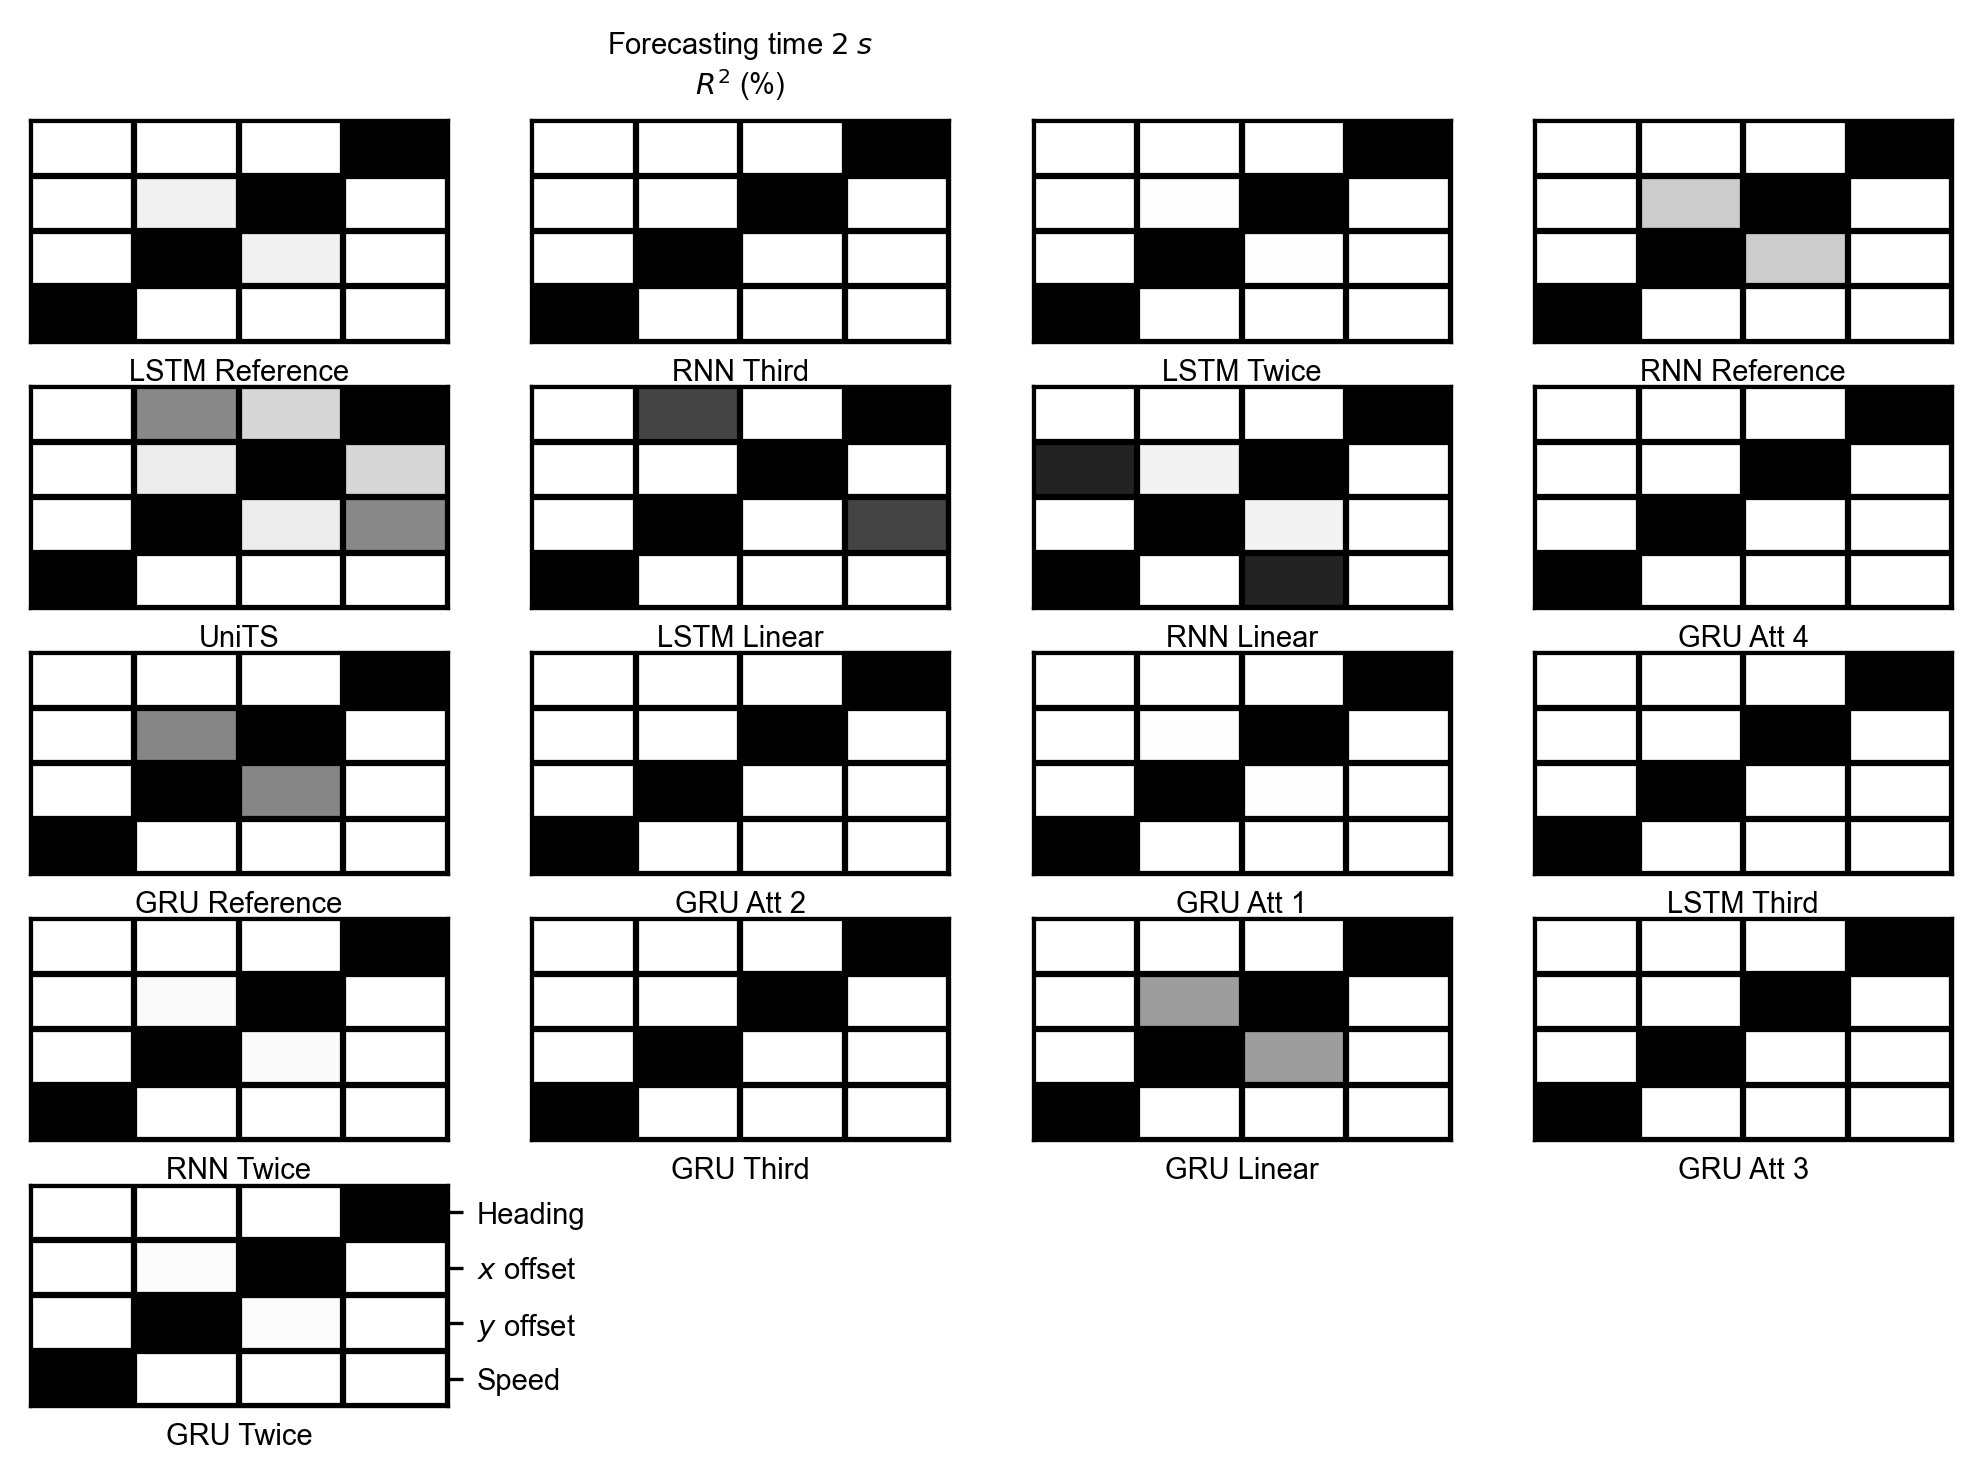 Forecasting time 2 s
R² (%)
LSTM Reference
RNN Third
LSTM Twice
RNN Reference
UniTS
LSTM Linear
RNN Linear
GRU Att 4
GRU Reference
GRU Att 2
GRU Att 1
LSTM Third
RNN Twice
GRU Third
GRU Linear
GRU Att 3
Heading
x offset
y offset
Speed
GRU Twice